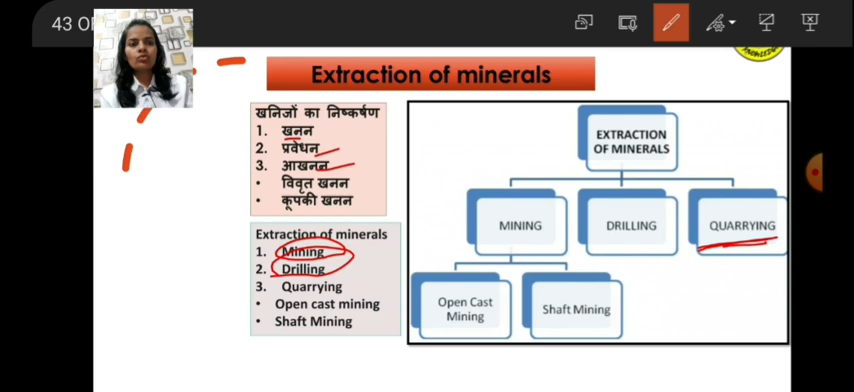 43 OF
Extraction of minerals
खनिजों का निष्कर्षण
1. खनन
2. प्रवेधन
3. आखनन
• विवृत खनन
• कूपकी खनन
Extraction of minerals
1. Mining
2. Drilling
3. Quarrying
• Open cast mining
• Shaft Mining
EXTRACTION
OF MINERALS
MINING
DRILLING
QUARRYING
Open Cast
Mining
Shaft Mining